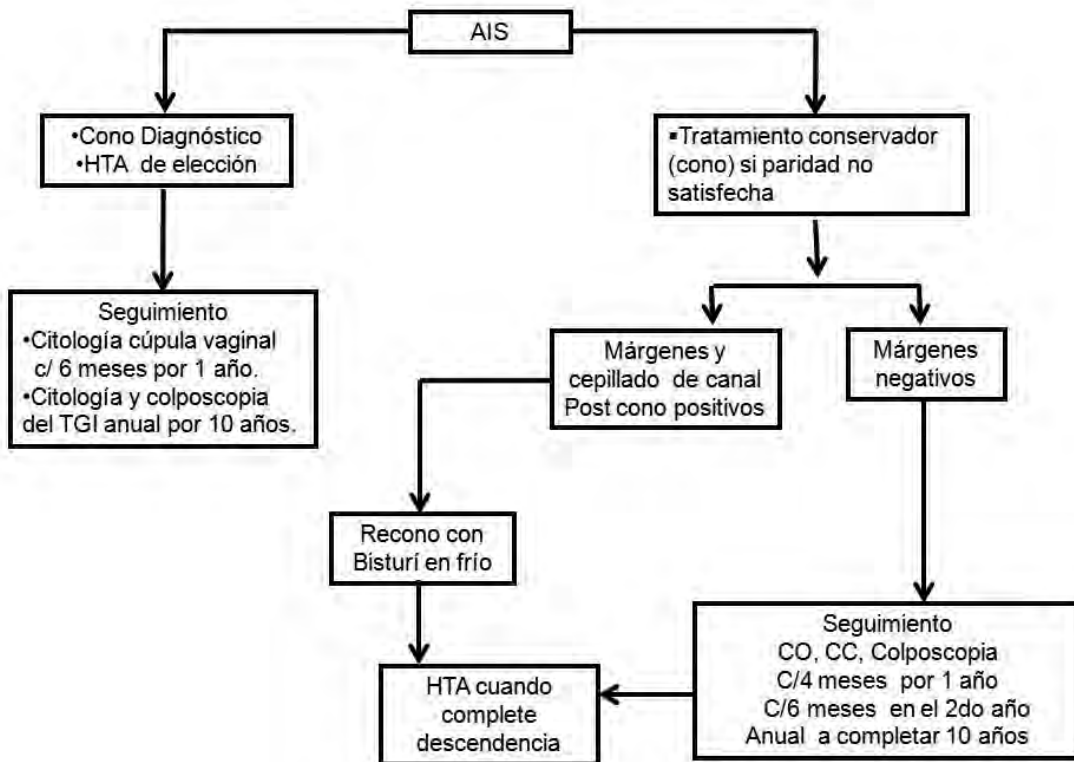 AIS
•Cono Diagnóstico
•HTA de elección
▪Tratamiento conservador
(cono) si paridad no
satisfecha
Seguimiento
•Citología cúpula vaginal
c/ 6 meses por 1 año.
•Citología y colposcopia
del TGI anual por 10 años.
Márgenes y
cepillado de canal
Post cono positivos
Márgenes
negativos
Recono con
Bisturí en frío
HTA cuando
complete
descendencia
Seguimiento
CO, CC, Colposcopia
C/4 meses por 1 año
C/6 meses en el 2do año
Anual a completar 10 años